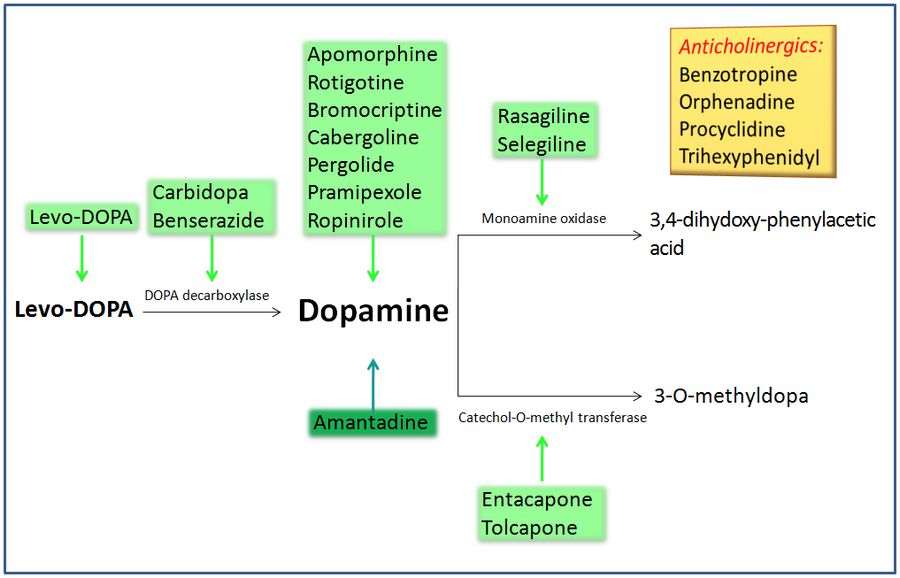 Apomorphine
Rotigotine
Bromocriptine
Cabergoline
Pergolide
Pramipexole
Ropinirole
Anticholinergics:
Benzotropine
Orphenadine
Procyclidine
Trihexyphenidyl
Rasagiline
Selegiline
Carbidopa
Benserazide
Levo-DOPA
Monoamine oxidase
3,4-dihydoxy-phenylacetic
acid
DOPA decarboxylase
Levo-DOPA
Dopamine
3-O-methyldopa
Catechol-O-methyl transferase
Amantadine
Entacapone
Tolcapone